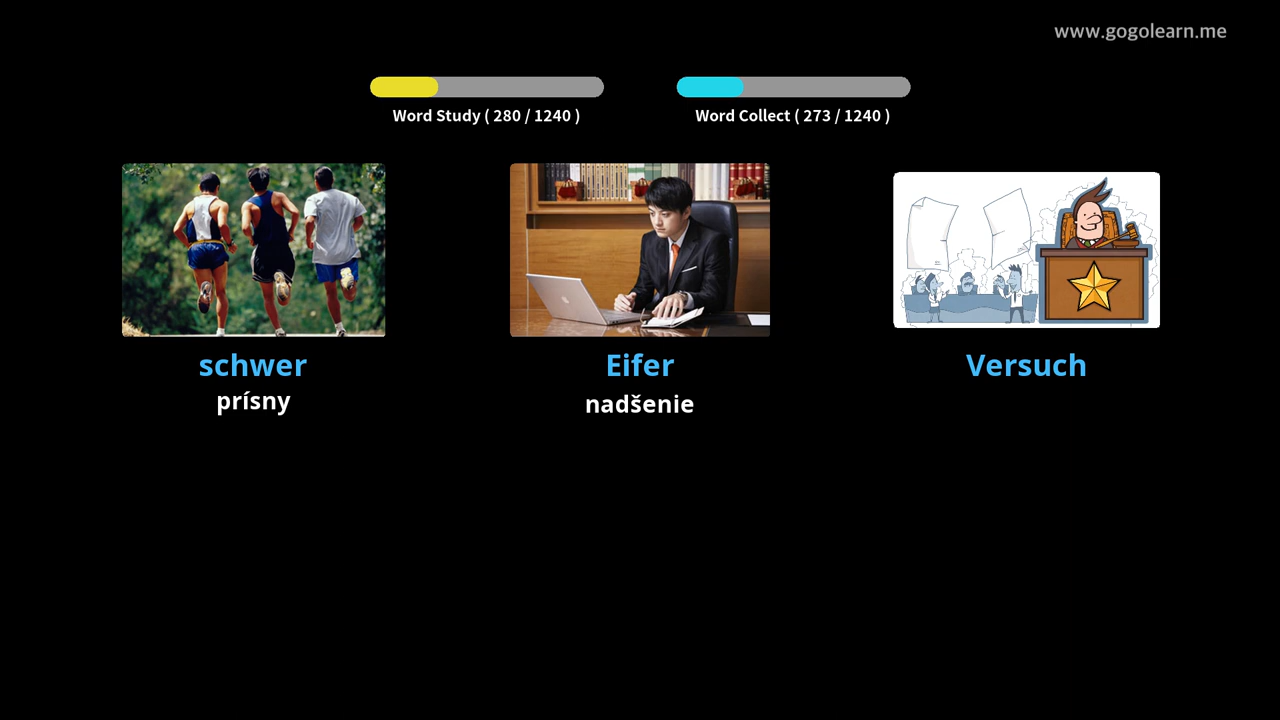 www.gogolearn.me
Word Study ( 280 / 1240 )
Word Collect ( 273 / 1240 )
schwer
prísny
Eifer
nadšenie
Versuch